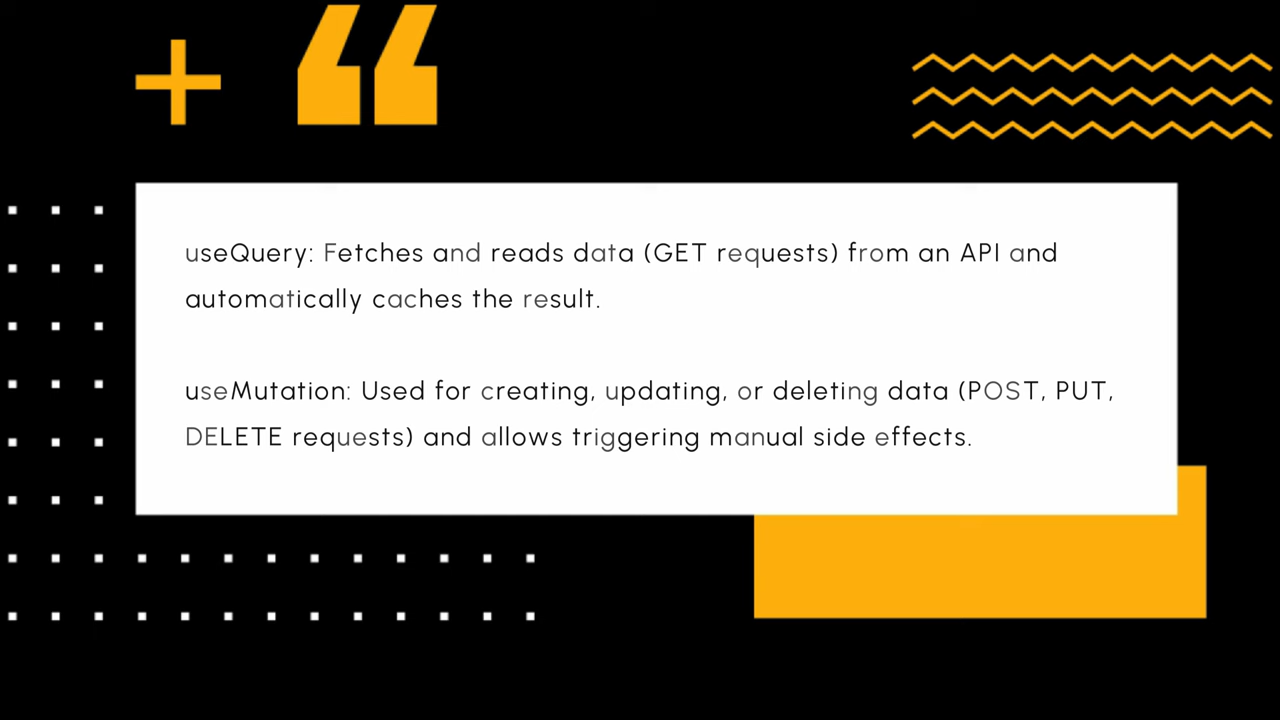 useQuery: Fetches and reads data (GET requests) from an API and
automatically caches the result.
useMutation: Used for creating, updating, or deleting data (POST, PUT,
DELETE requests) and allows triggering manual side effects.